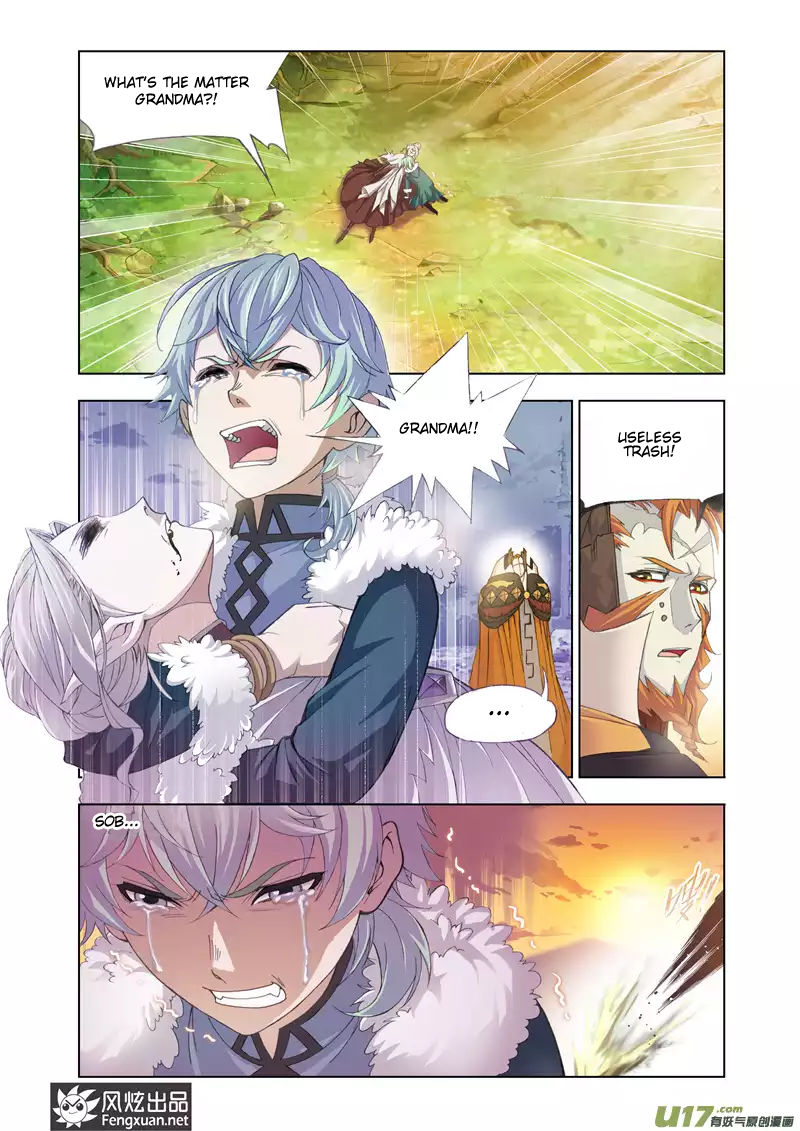 WHAT'S THE MATTER
GRANDMA?!
GRANDMA!!
USELESS
TRASH!
...
SOB...
风炫出品
Fengxuan.net
U17.com
有妖气原创漫画